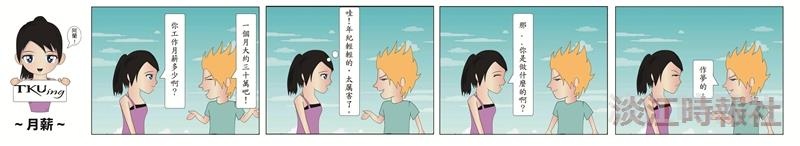 阿蘭！
TKUing
~月薪~
你工作月薪多少啊？
一個月大約三十萬吧！
哇！年紀輕輕的，太厲害了。
那．．你是做什麼的啊？
作夢的。
淡江時報社